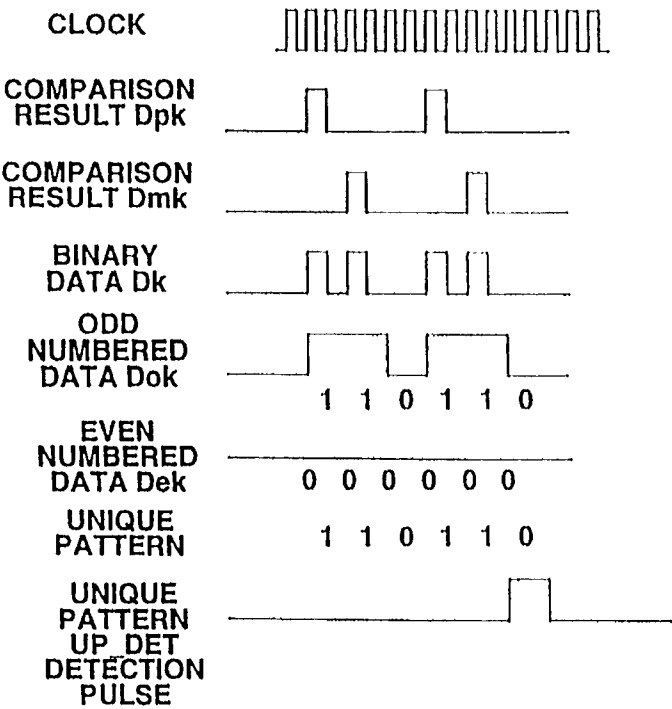 CLOCK
COMPARISON
RESULT Dpk
COMPARISON
RESULT Dmk
BINARY
DATA Dk
ODD
NUMBERED
DATA Dok
1 1 0 1 1 0
EVEN
NUMBERED
DATA Dek
0 0 0 0 0 0
UNIQUE
PATTERN
1 1 0 1 1 0
UNIQUE
PATTERN
UP_DET
DETECTION
PULSE